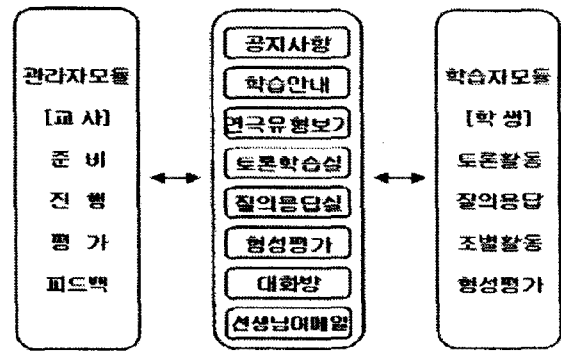 관리자모듈
[교 사]
준 비
진 행
평 가
피드백
공지사항
학습안내
연극유형보기
토론학습실
질의응답실
형성평가
대화방
선생님이메일
학습자모듈
[학 생]
토론활동
질의응답
조별활동
형성평가